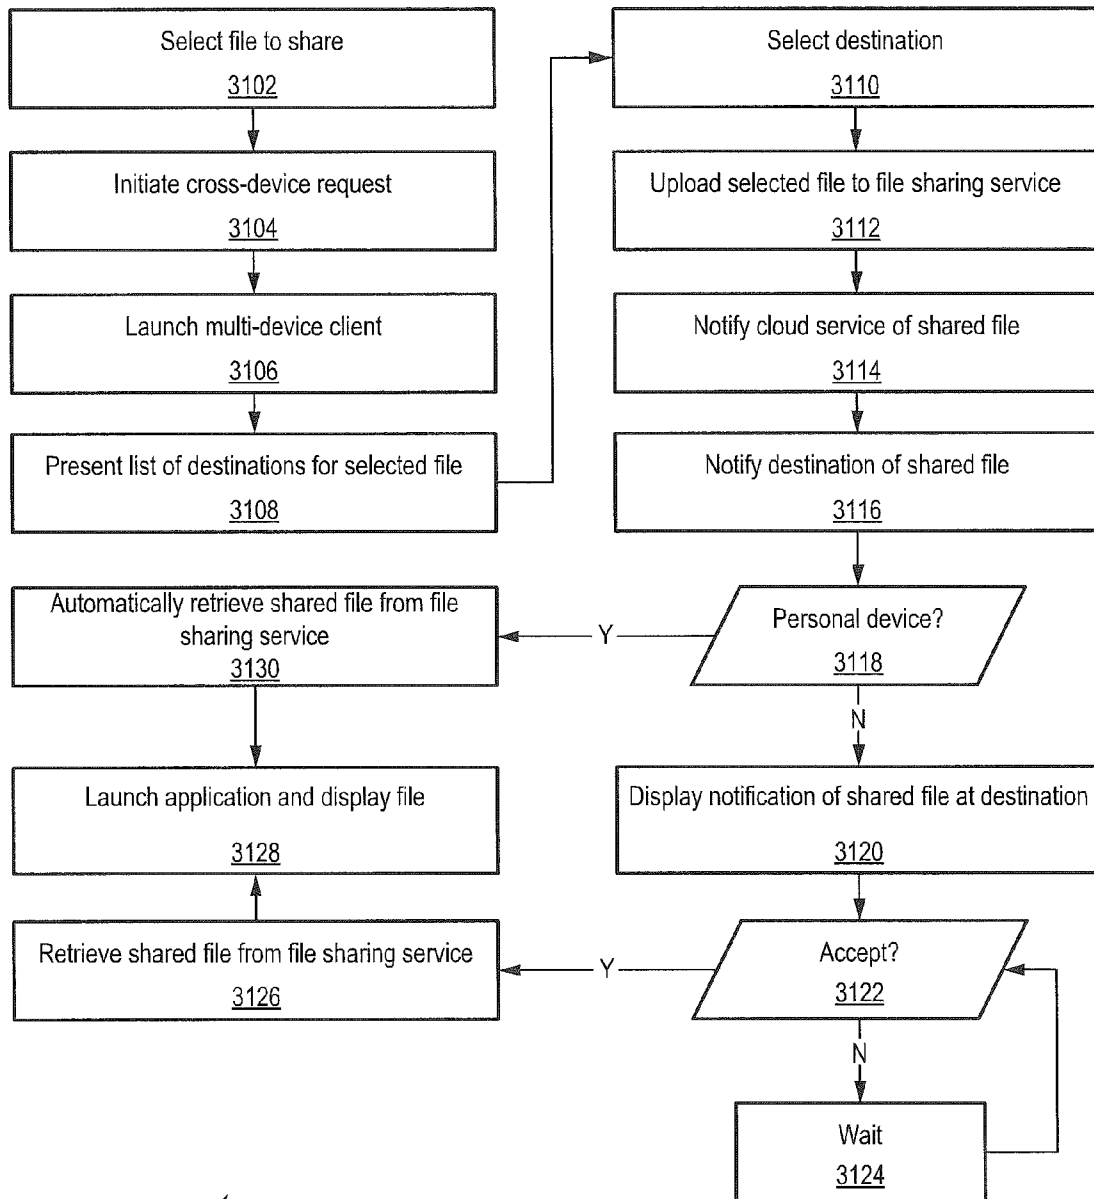 Select file to share
3102
Initiate cross-device request
3104
Launch multi-device client
3106
Present list of destinations for selected file
3108
Select destination
3110
Upload selected file to file sharing service
3112
Notify cloud service of shared file
3114
Notify destination of shared file
3116
Personal device?
3118
Y
N
Automatically retrieve shared file from file
sharing service
3130
Launch application and display file
3128
Display notification of shared file at destination
3120
Accept?
3122
Y
N
Retrieve shared file from file sharing service
3126
Wait
3124